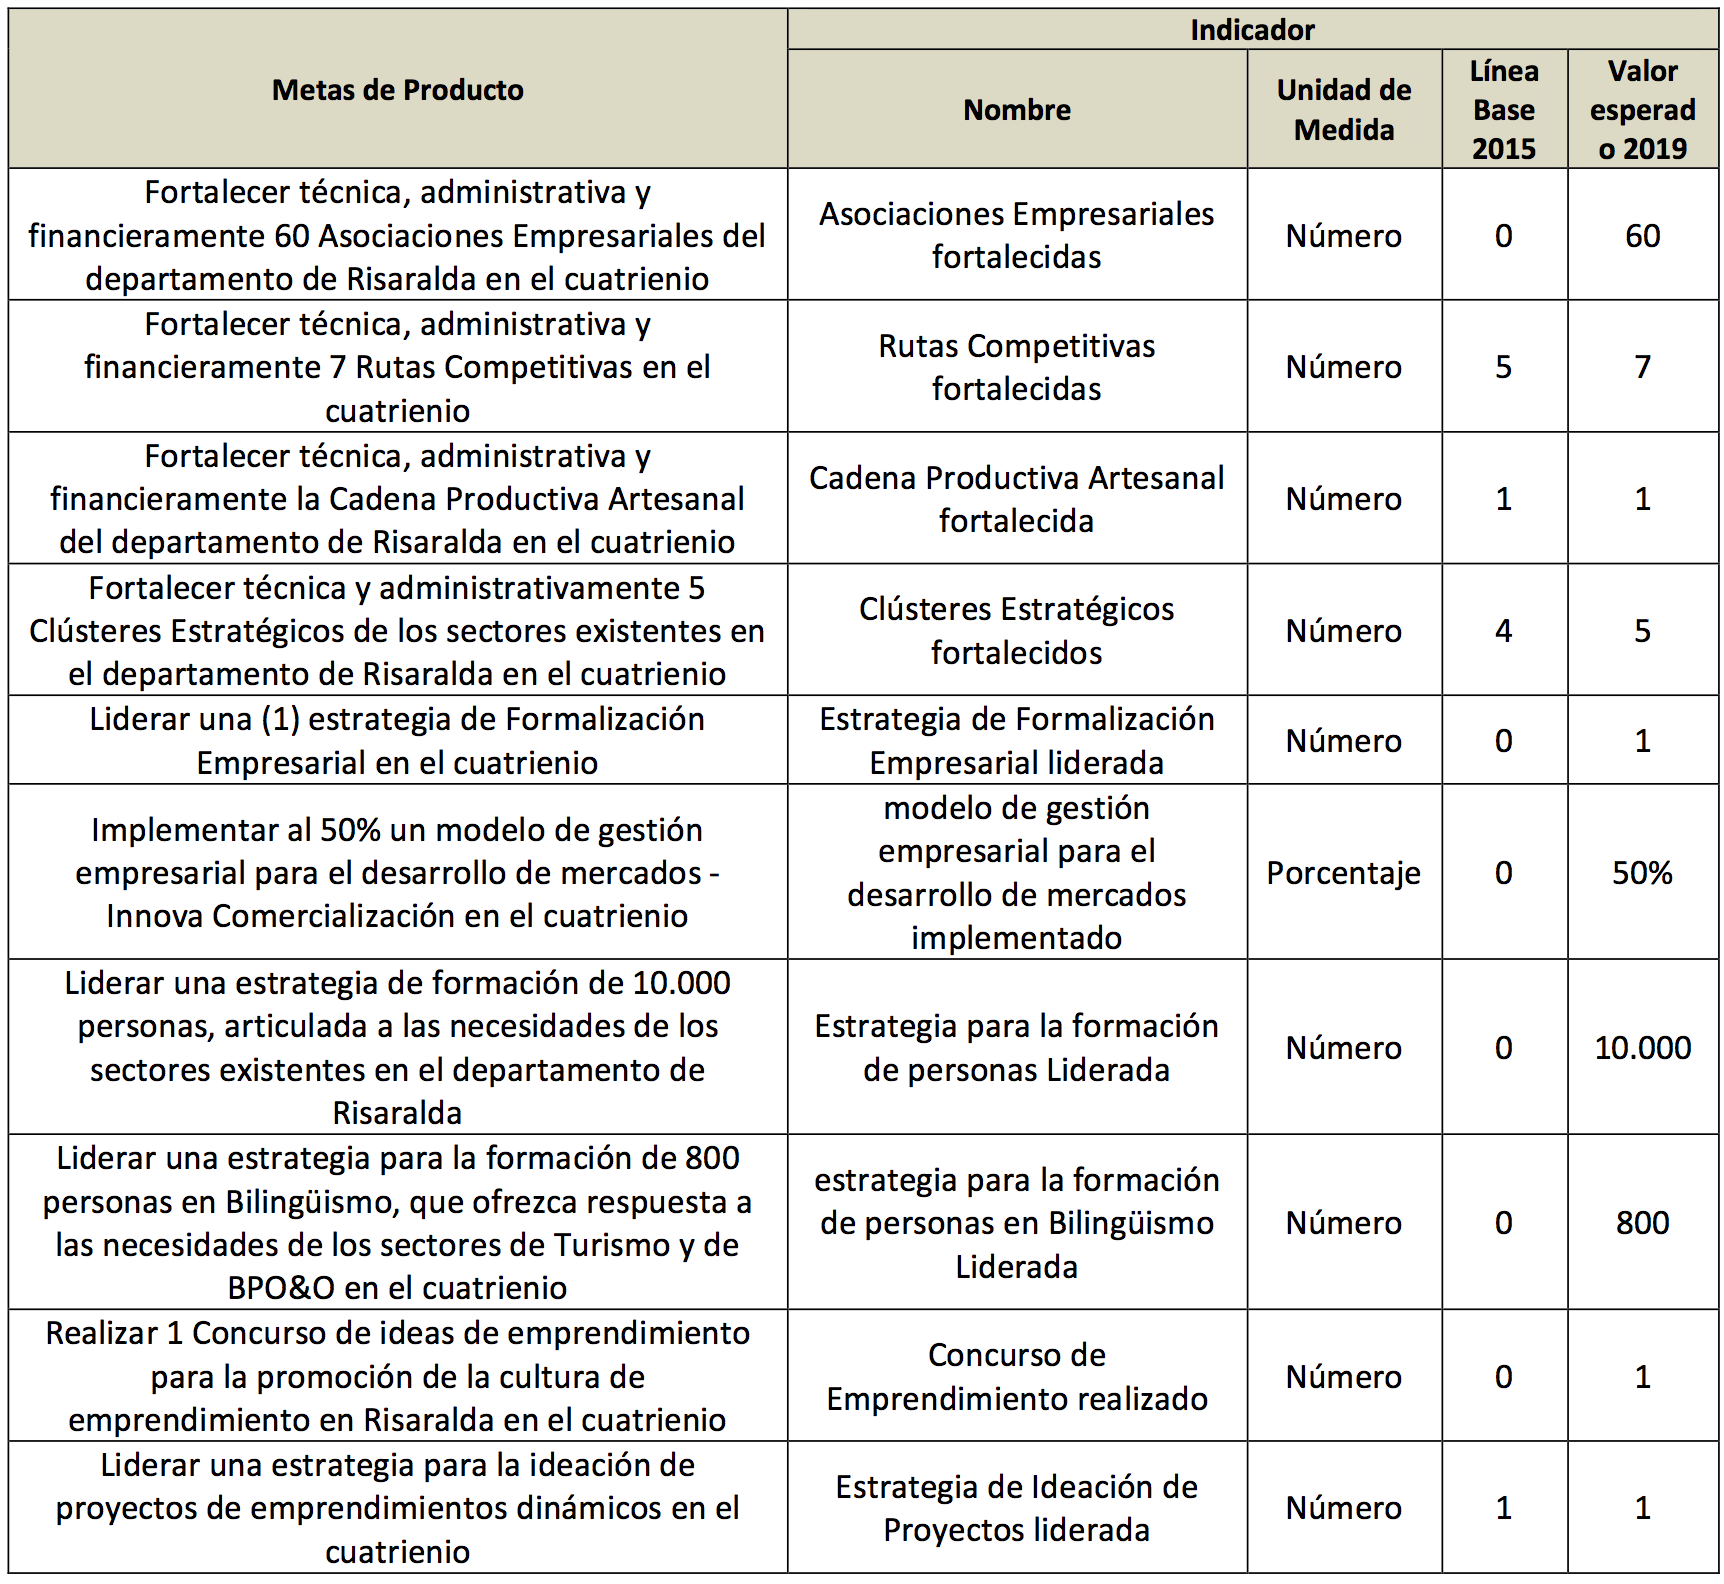 Metas de Producto
Indicador
Nombre
Unidad de
Medida
Línea
Base
2015
Valor
esperad
o 2019
Fortalecer técnica, administrativa y
financieramente 60 Asociaciones Empresariales del
departamento de Risaralda en el cuatrienio
Asociaciones Empresariales
fortalecidas
Número
0
60
Fortalecer técnica, administrativa y
financieramente 7 Rutas Competitivas en el
cuatrienio
Rutas Competitivas
fortalecidas
Número
5
7
Fortalecer técnica, administrativa y
financieramente la Cadena Productiva Artesanal
del departamento de Risaralda en el cuatrienio
Cadena Productiva Artesanal
fortalecida
Número
1
1
Fortalecer técnica y administrativamente 5
Clústeres Estratégicos de los sectores existentes en
el departamento de Risaralda en el cuatrienio
Clústeres Estratégicos
fortalecidos
Número
4
5
Liderar una (1) estrategia de Formalización
Empresarial en el cuatrienio
Estrategia de Formalización
Empresarial liderada
Número
0
1
Implementar al 50% un modelo de gestión
empresarial para el desarrollo de mercados -
Innova Comercialización en el cuatrienio
modelo de gestión
empresarial para el
desarrollo de mercados
implementado
Porcentaje
0
50%
Liderar una estrategia de formación de 10.000
personas, articulada a las necesidades de los
sectores existentes en el departamento de
Risaralda
Estrategia para la formación
de personas Liderada
Número
0
10.000
Liderar una estrategia para la formación de 800
personas en Bilingüismo, que ofrezca respuesta a
las necesidades de los sectores de Turismo y de
BPO&O en el cuatrienio
estrategia para la formación
de personas en Bilingüismo
Liderada
Número
0
800
Realizar 1 Concurso de ideas de emprendimiento
para la promoción de la cultura de
emprendimiento en Risaralda en el cuatrienio
Concurso de
Emprendimiento realizado
Número
0
1
Liderar una estrategia para la ideación de
proyectos de emprendimientos dinámicos en el
cuatrienio
Estrategia de Ideación de
Proyectos liderada
Número
1
1